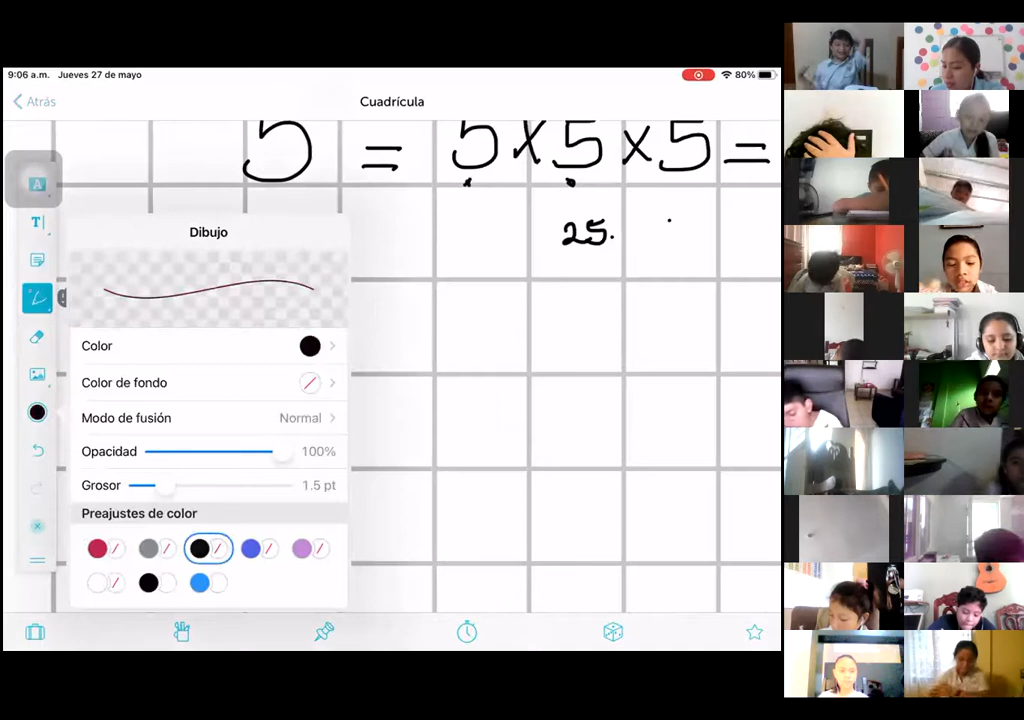 9:06 a.m. Jueves 27 de mayo
80%
Atrás
Cuadrícula
5 = 5 x 5 x 5 =
25.
A
T
Dibujo
Color
Color de fondo
Modo de fusión Normal
Opacidad 100%
Grosor 1.5 pt
Preajustes de color